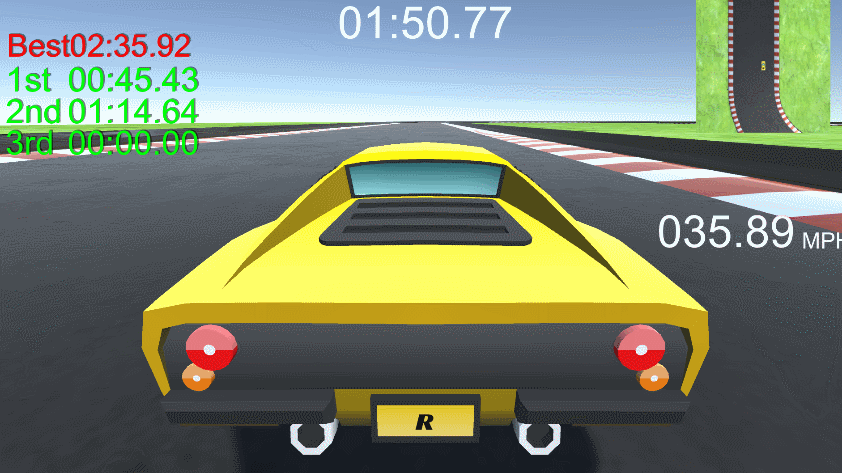 01:50.77
Best02:35.92
1st 00:45.43
2nd 01:14.64
3rd 00:00.00
035.89 MPH
R